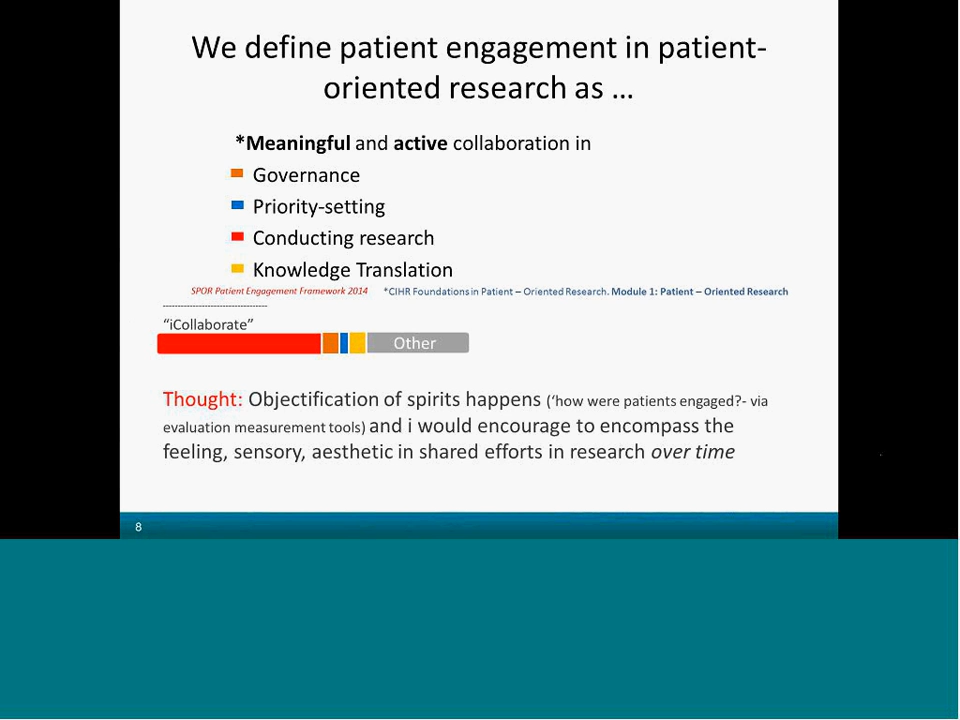 We define patient engagement in patient-
oriented research as ...
*Meaningful and active collaboration in
Governance
Priority-setting
Conducting research
Knowledge Translation
SPOR Patient Engagement Framework 2014 *CIHR Foundations in Patient – Oriented Research. Module 1: Patient – Oriented Research
-----------------------------------
“iCollaborate”
Other
Thought: Objectification of spirits happens (‘how were patients engaged?- via
evaluation measurement tools) and i would encourage to encompass the
feeling, sensory, aesthetic in shared efforts in research over time
8